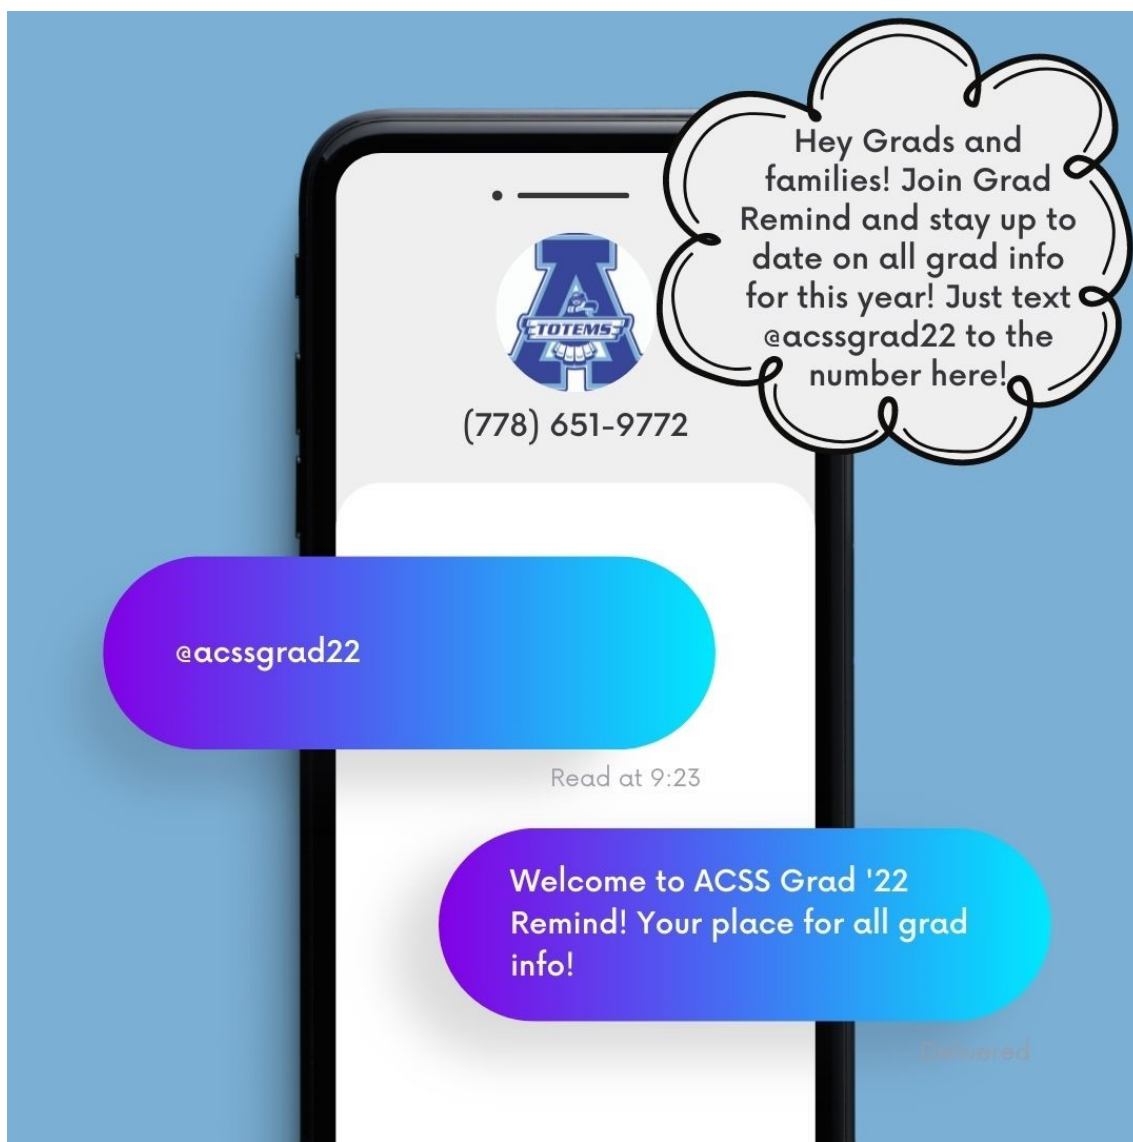 Hey Grads and
families! Join Grad
Remind and stay up to
date on all grad info
for this year! Just text
@acssgrad22 to the
number here!
TOTEMS
(778) 651-9772
@acssgrad22
Read at 9:23
Welcome to ACSS Grad '22
Remind! Your place for all grad
info!
Delivered